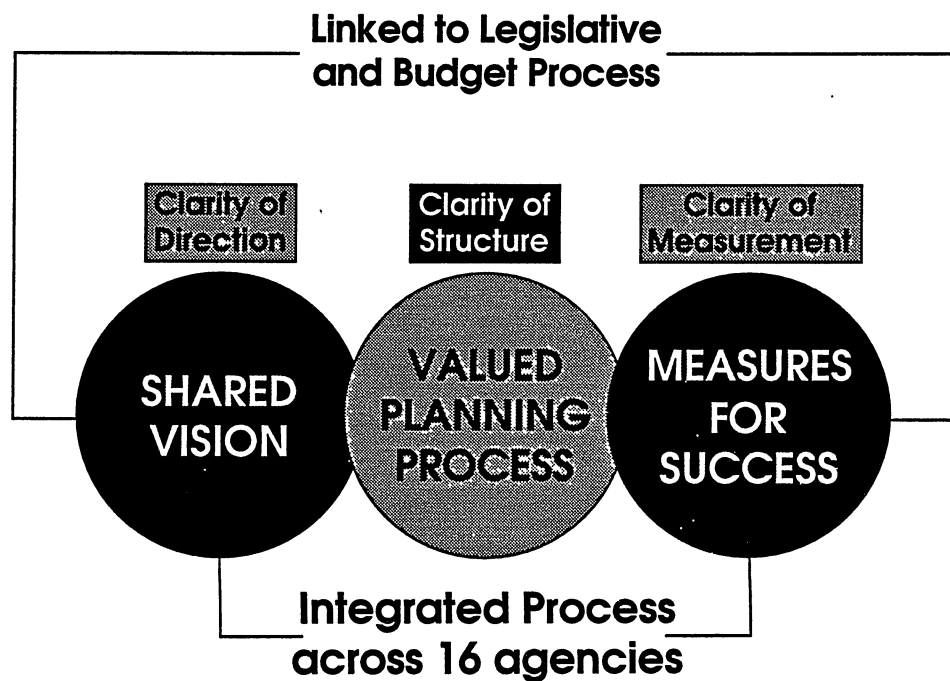 Linked to Legislative
and Budget Process
Clarity of
Direction
Clarity of
Structure
Clarity of
Measurement
SHARED
VISION
VALUED
PLANNING
PROCESS
MEASURES
FOR
SUCCESS
Integrated Process
across 16 agencies